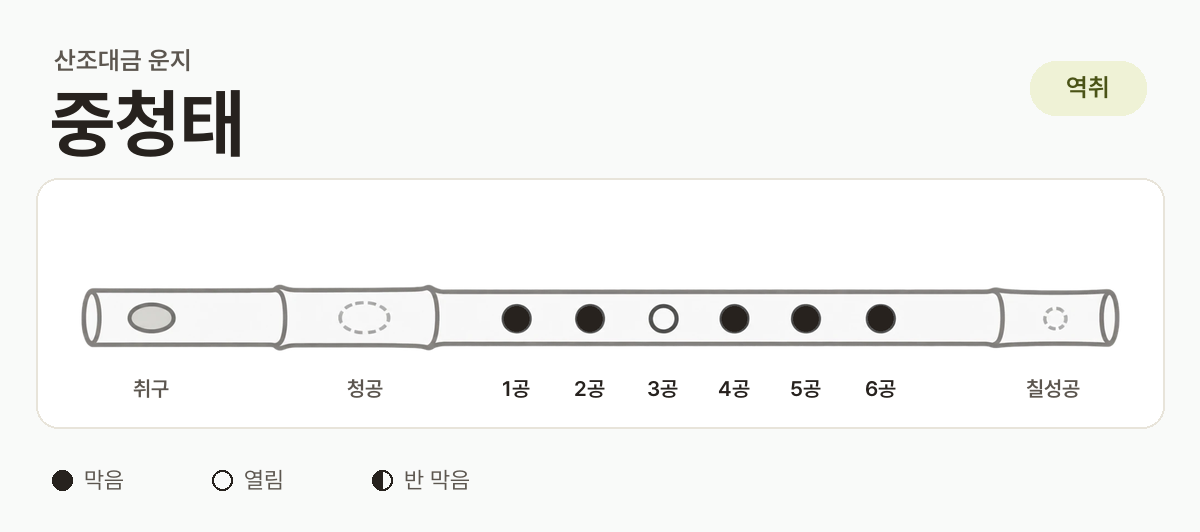 산조대금 운지
중청태
역취
취구 청공 1공 2공 3공 4공 5공 6공 칠성공
막음 열림 반 막음